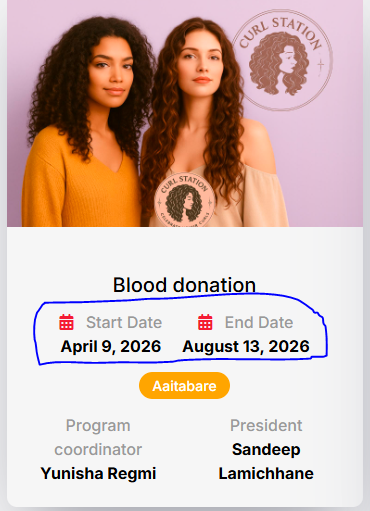 CURL STATION
CURL STATION
Blood donation
Start Date End Date
April 9, 2026 August 13, 2026
Aaitabare
Program President
coordinator Sandeep
Yunisha Regmi Lamichhane